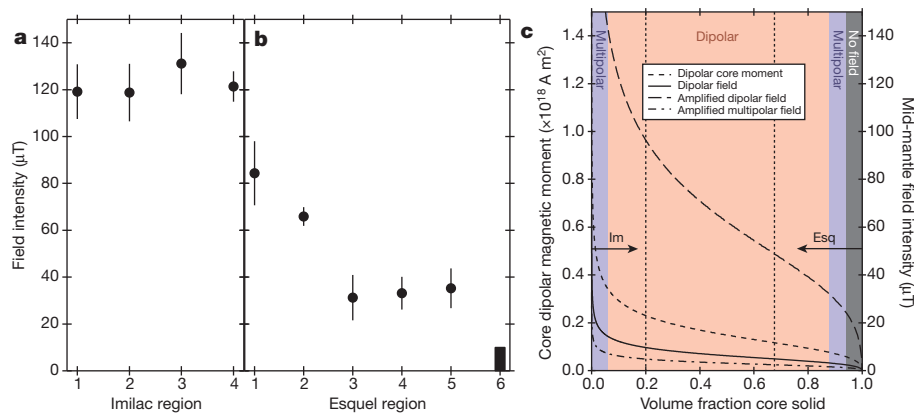 a
b
c
Field intensity (μT)
140
120
100
80
60
40
20
0
1 2 3 4
Imilac region
1 2 3 4 5 6
Esquel region
Core dipolar magnetic moment (×10¹⁸ A m²)
1.4
1.2
1.0
0.8
0.6
0.4
0.2
0.0
Multipolar
Dipolar
Multipolar
No field
Dipolar core moment
Dipolar field
Amplified dipolar field
Amplified multipolar field
Im
Esq
0.0 0.2 0.4 0.6 0.8 1.0
Volume fraction core solid
140
120
100
80
60
40
20
0
Mid-mantle field intensity (μT)